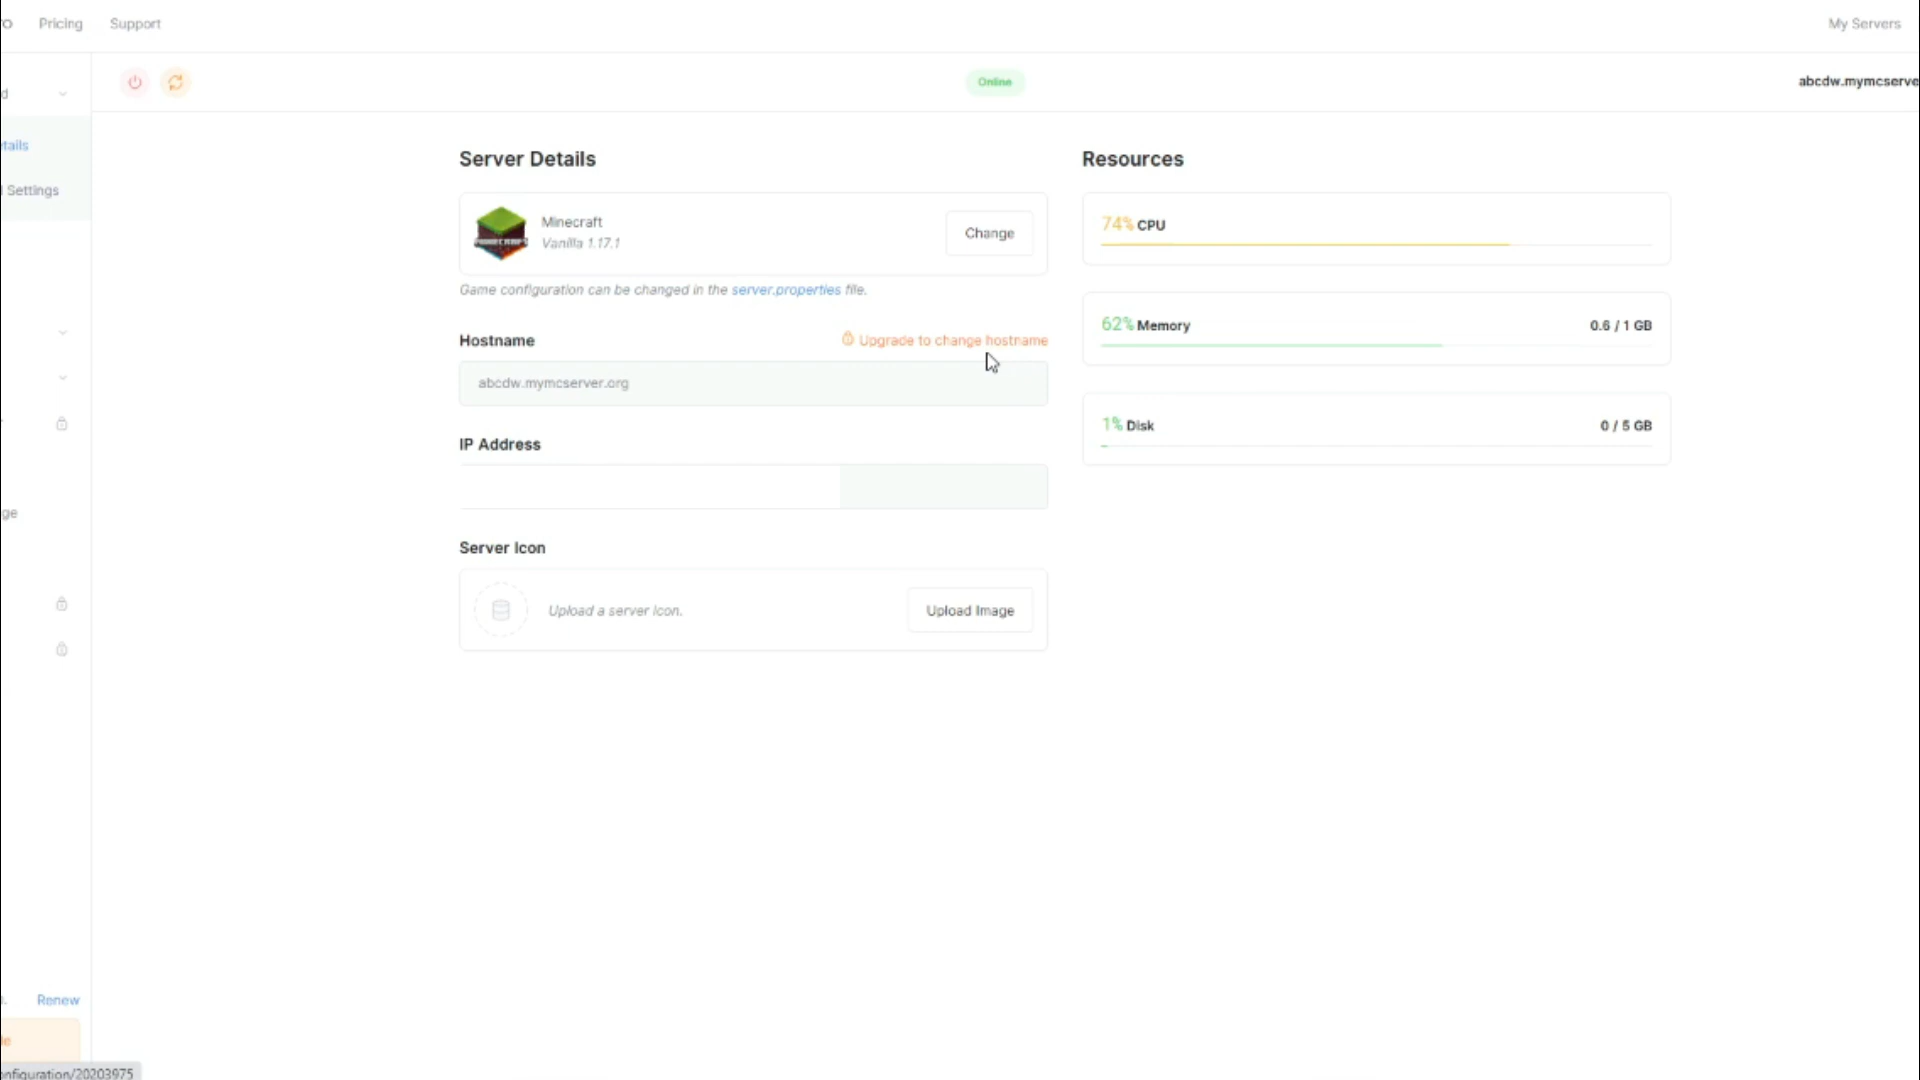 Pricing
Support
My Servers
Online
abcdw.mymcserve
Settings
Server Details
Resources
Minecraft
Vanilla 1.17.1
Change
74% CPU
Game configuration can be changed in the server.properties file.
62% Memory
0.6 / 1 GB
Hostname
Upgrade to change hostname
abcdw.mymcserver.org
1% Disk
0 / 5 GB
IP Address
Server Icon
Upload a server icon.
Upload Image
Renew
onfiguration/20203975